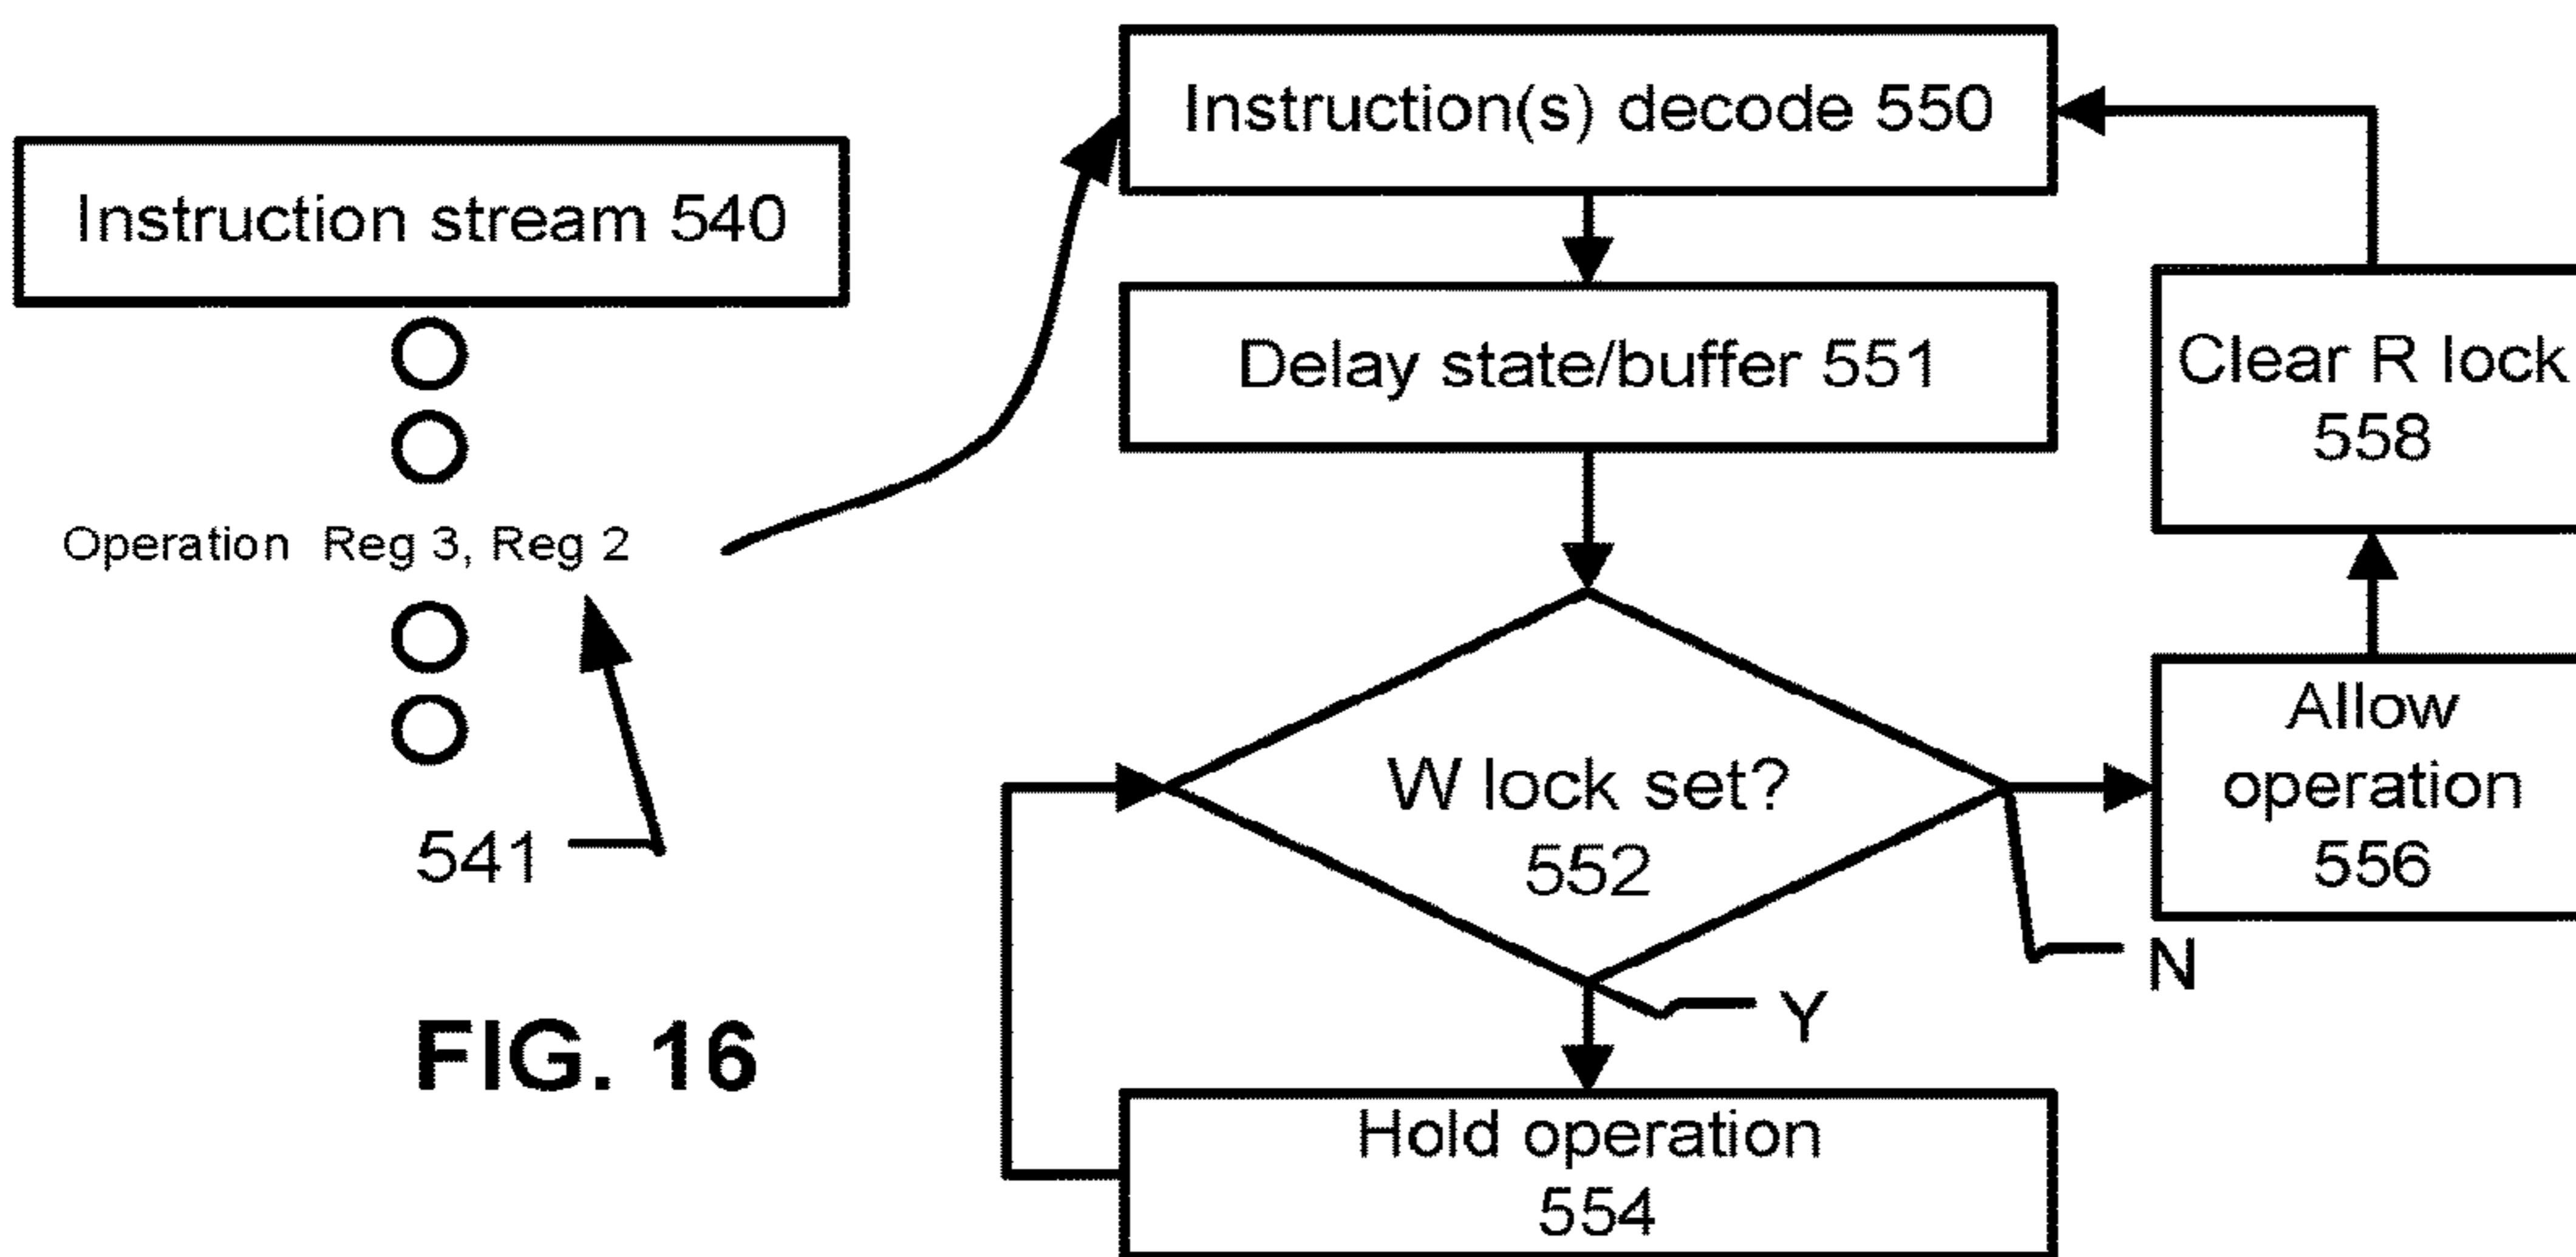 Instruction stream 540
Operation Reg 3, Reg 2
541
FIG. 16
Instruction(s) decode 550
Delay state/buffer 551
W lock set?
552
Y
N
Hold operation
554
Allow
operation
556
Clear R lock
558